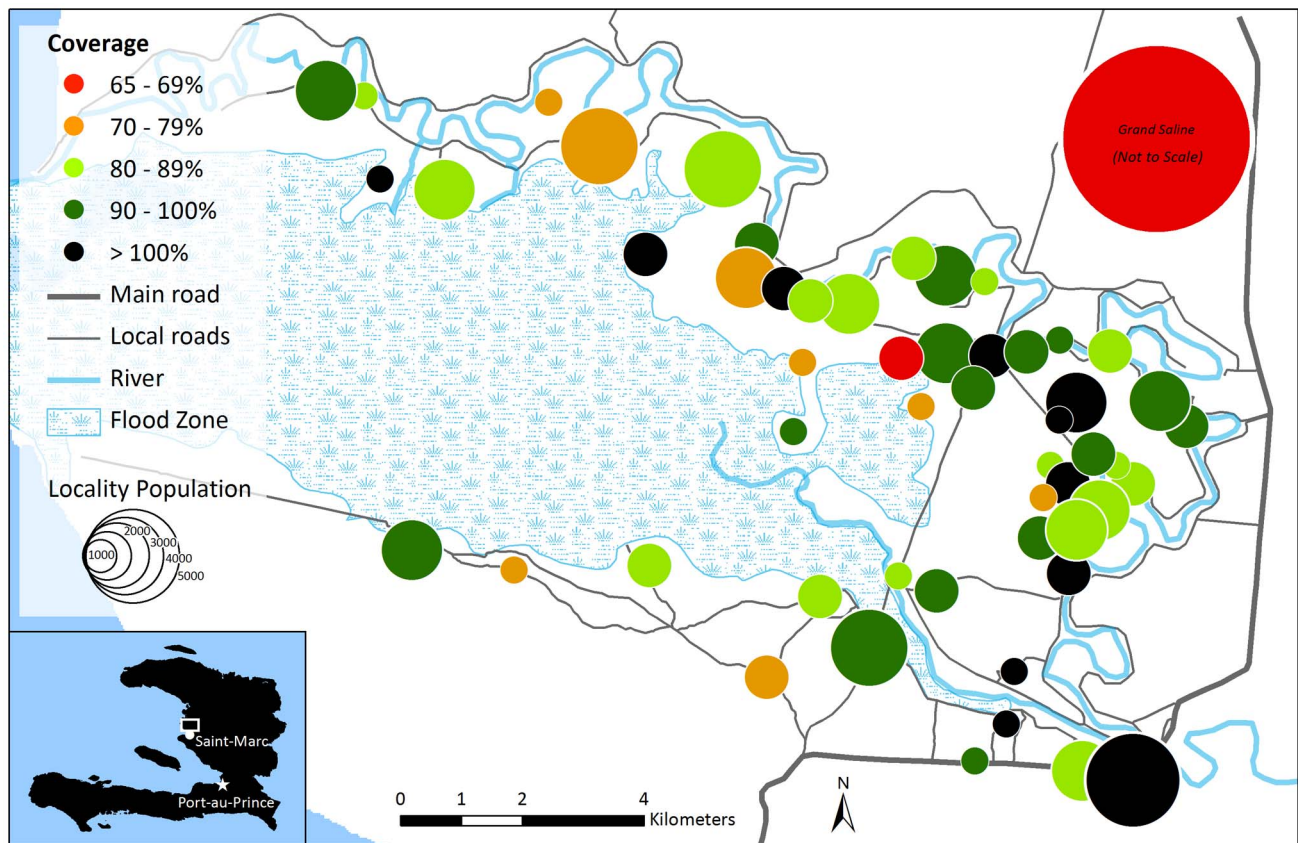 Coverage
65 - 69%
70 - 79%
80 - 89%
90 - 100%
> 100%
Main road
Local roads
River
Flood Zone
Locality Population
1000
2000
3000
4000
5000
Grand Saline
(Not to Scale)
Saint-Marc
Port-au-Prince
0 1 2 4
Kilometers
N